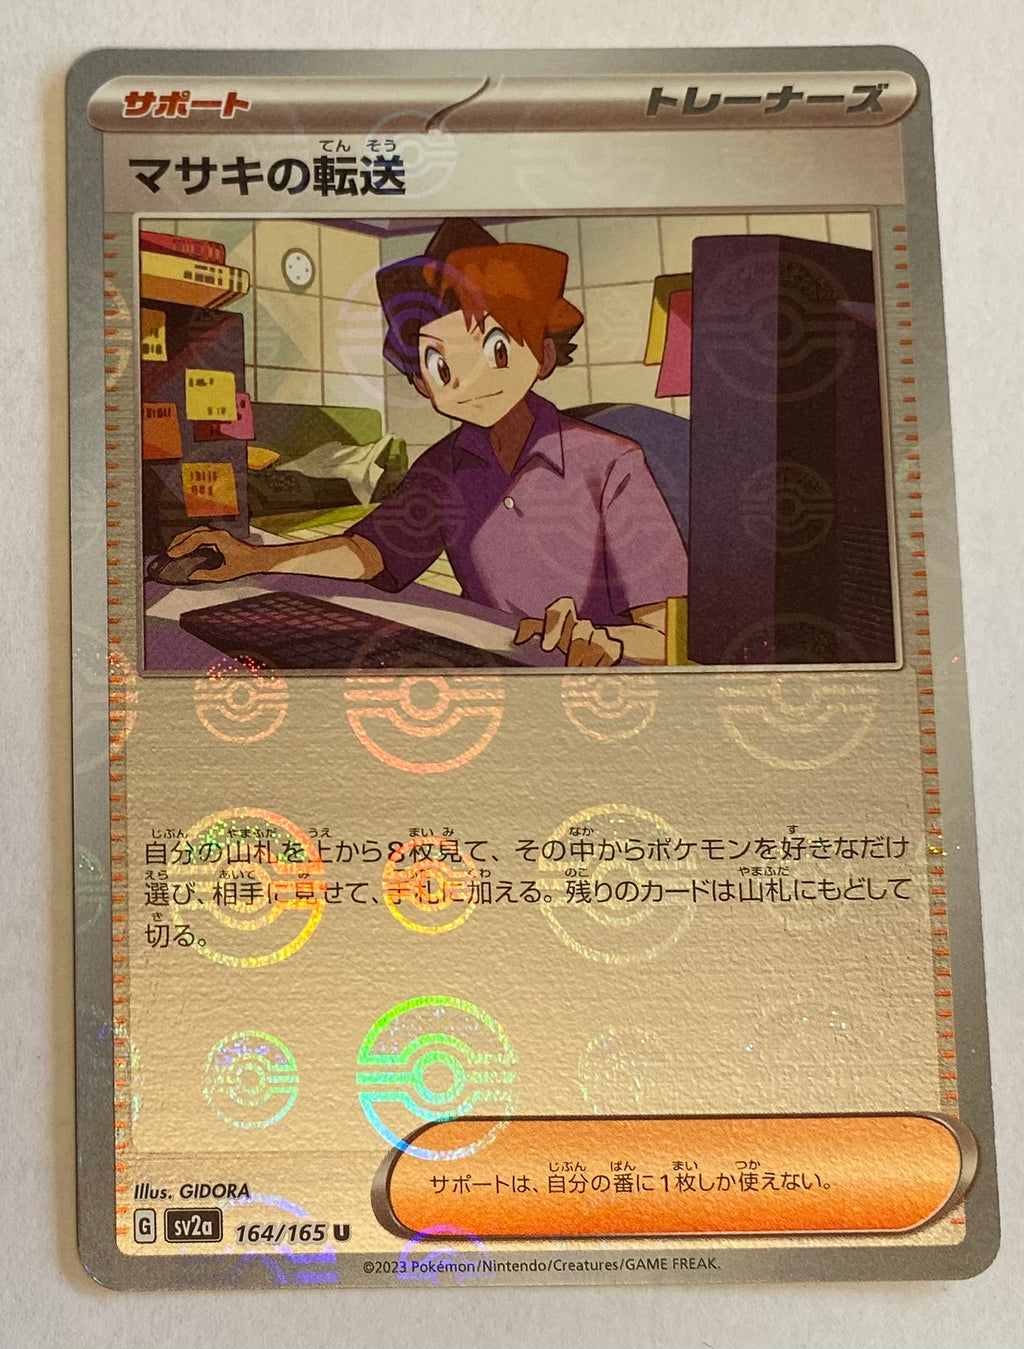 サポート
トレーナーズ
てん そう
マサキの転送
じぶん やまふだ うえ まい み なか す
自分の山札を上から8枚見て、その中からポケモンを好きなだけ
えら あいて み てふだ くわ のこ やまふだ
選び、相手に見せて、手札に加える。残りのカードは山札にもどして
き
切る。
じぶん ばん まい つか
サポートは、自分の番に1枚しか使えない。
Illus. GIDORA
G sv2a 164/165 U
©2023 Pokémon/Nintendo/Creatures/GAME FREAK.